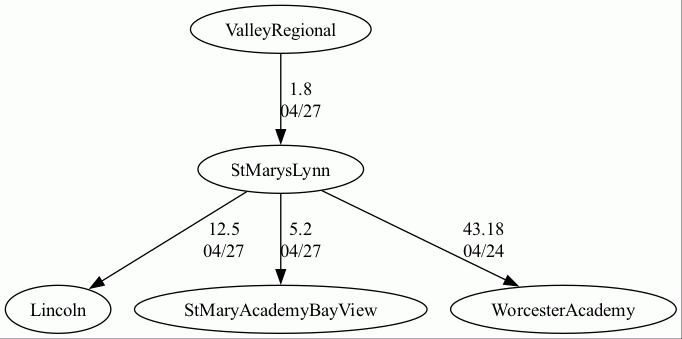 ValleyRegional
1.8
04/27
StMarysLynn
12.5
04/27
5.2
04/27
43.18
04/24
Lincoln
StMaryAcademyBayView
WorcesterAcademy